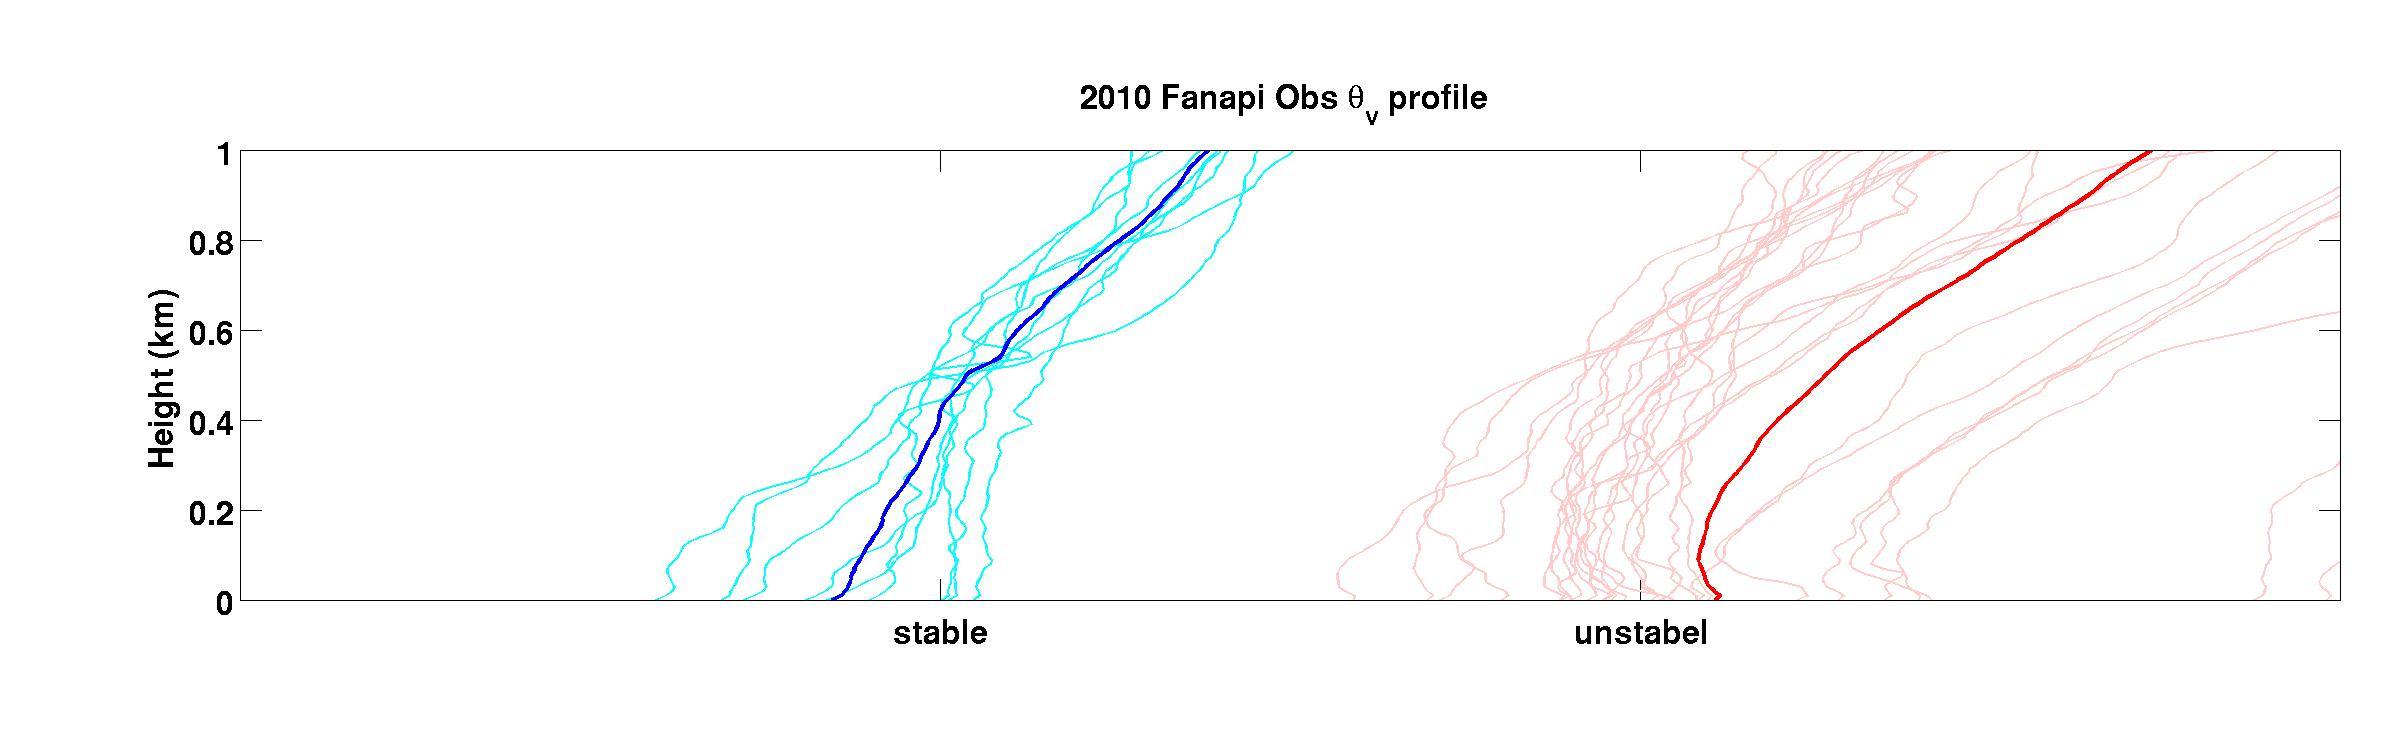 2010 Fanapi Obs θv profile
1
0.8
0.6
0.4
0.2
0
Height (km)
stable
unstabel